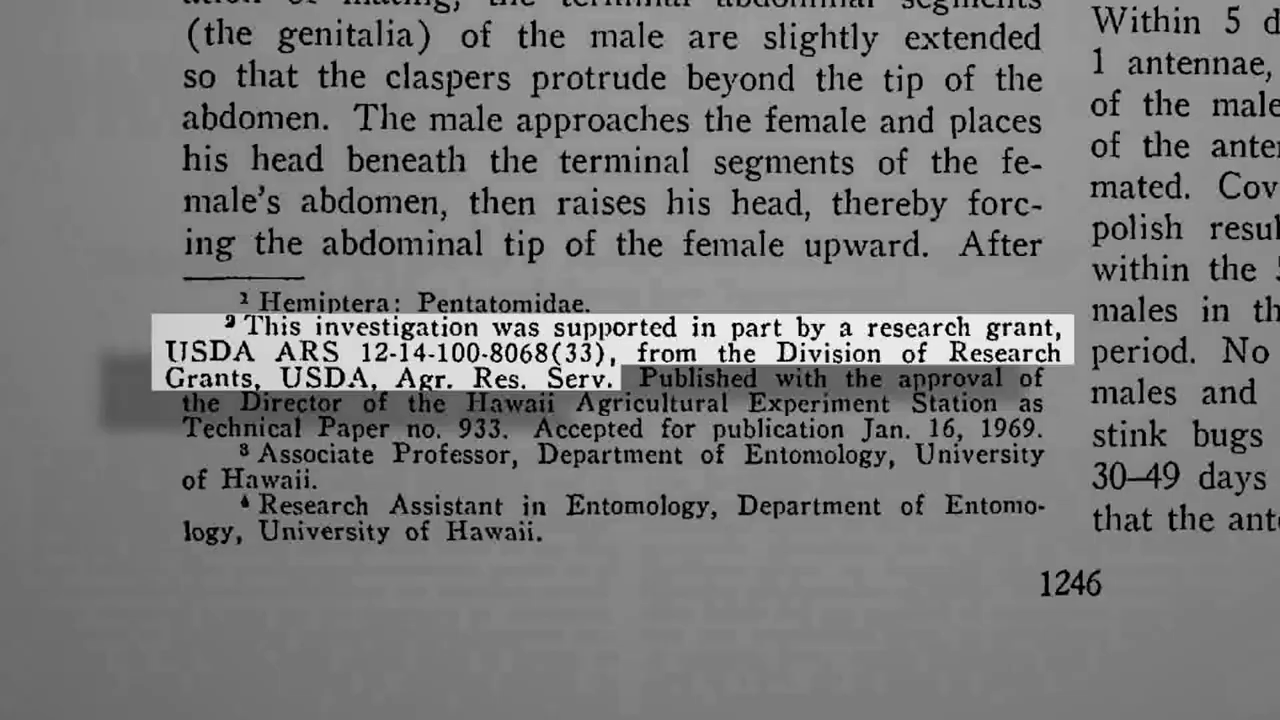 (the genitalia) of the male are slightly extended
so that the claspers protrude beyond the tip of the
abdomen. The male approaches the female and places
his head beneath the terminal segments of the fe-
male's abdomen, then raises his head, thereby forc-
ing the abdominal tip of the female upward. After
¹ Hemiptera: Pentatomidae.
² This investigation was supported in part by a research grant,
USDA ARS 12-14-100-8068(33), from the Division of Research
Grants, USDA, Agr. Res. Serv. Published with the approval of
the Director of the Hawaii Agricultural Experiment Station as
Technical Paper no. 933. Accepted for publication Jan. 16, 1969.
³ Associate Professor, Department of Entomology, University
of Hawaii.
⁴ Research Assistant in Entomology, Department of Entomo-
logy, University of Hawaii.
Within 5
1 antennae,
of the male
of the
mated.
polish
within the
males in
period. No
males and
stink bugs
30–49 days
that the
1246